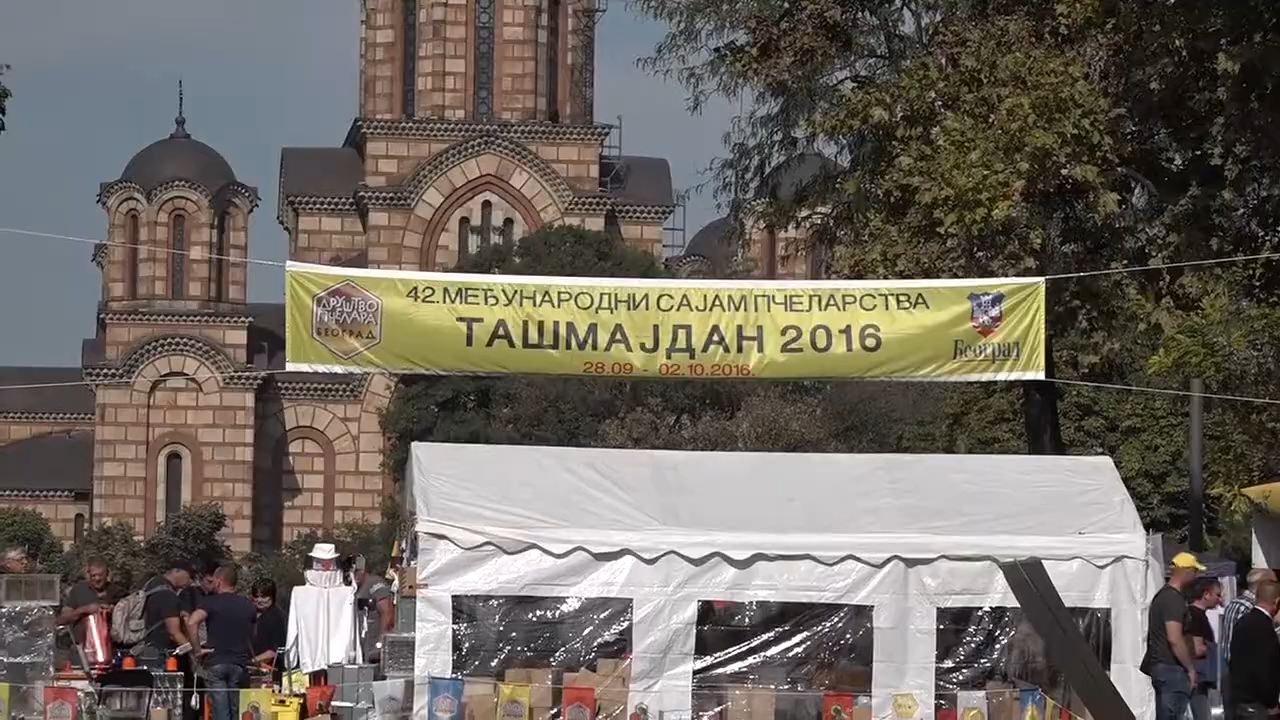 ДРУШТВО
ПЧЕЛАРА
БЕОГРАД
42.МЕЂУНАРОДНИ САЈАМ ПЧЕЛАРСТВА
ТАШМАЈДАН 2016
28.09 - 02.10.2016.
Београд